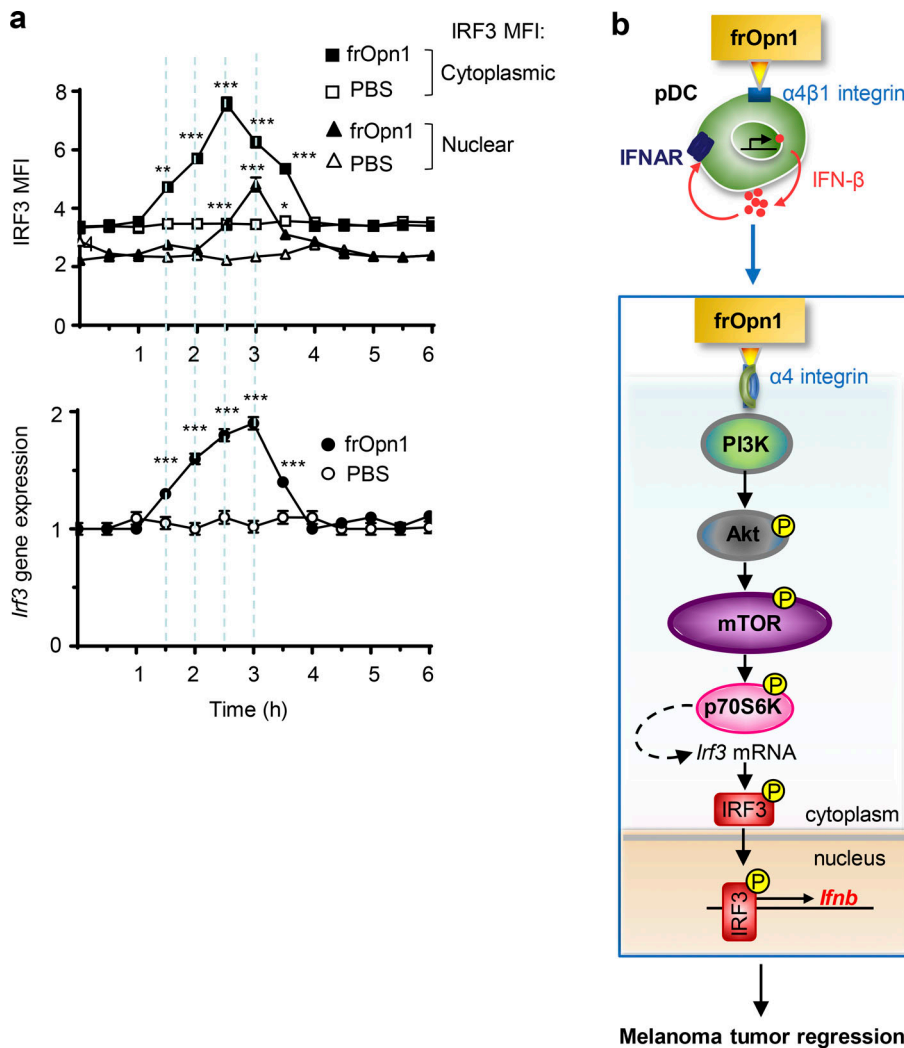 a
IRF3 MFI:
frOpn1
PBS
Cytoplasmic
frOpn1
PBS
Nuclear
IRF3 MFI
8
6
4
2
0
**
***
***
***
***
***
***
*
1 2 3 4 5 6
Irf3 gene expression
2
1
0
***
***
***
***
***
frOpn1
PBS
1 2 3 4 5 6
Time (h)
b
frOpn1
pDC
α4β1 integrin
IFNAR
IFN-β
frOpn1
α4 integrin
PI3K
Akt
P
mTOR
P
p70S6K
P
Irf3 mRNA
IRF3
P
cytoplasm
nucleus
IRF3
P
Ifnb
Melanoma tumor regression